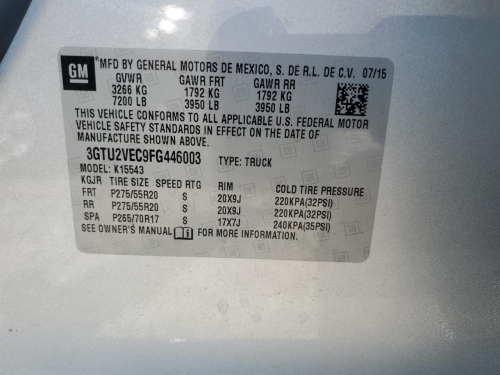 GM
MFD BY GENERAL MOTORS DE MEXICO, S. DE R.L. DE C.V. 07/15
GVWR GAWR FRT GAWR RR
3266 KG 1792 KG 1792 KG
7200 LB 3950 LB 3950 LB
THIS VEHICLE CONFORMS TO ALL APPLICABLE U.S. FEDERAL MOTOR
VEHICLE SAFETY STANDARDS IN EFFECT ON THE DATE OF
MANUFACTURE SHOWN ABOVE.
3GTU2VEC9FG446003 TYPE: TRUCK
MODEL: K15543
KGJR TIRE SIZE SPEED RTG RIM COLD TIRE PRESSURE
FRT P275/55R20 S 20X9J 220KPA(32PSI)
RR P275/55R20 S 20X9J 220KPA(32PSI)
SPA P265/70R17 S 17X7J 240KPA(35PSI)
SEE OWNER'S MANUAL FOR MORE INFORMATION.